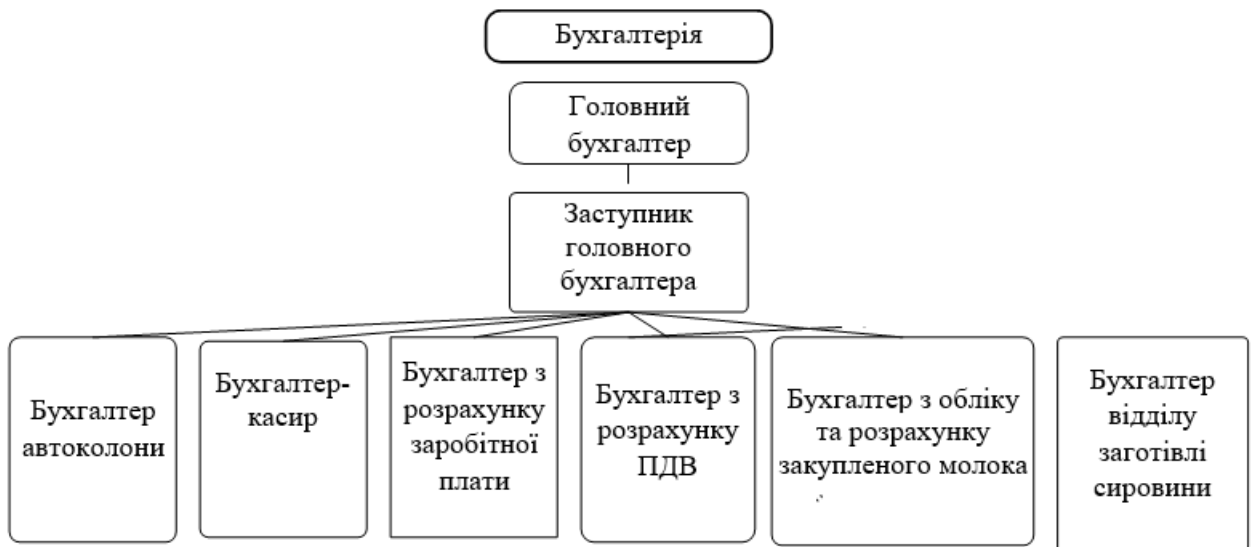 Бухгалтерія
Головний
бухгалтер
Заступник
головного
бухгалтера
Бухгалтер
автоколони
Бухгалтер-
касир
Бухгалтер з
розрахунку
заробітної
плати
Бухгалтер з
розрахунку
ПДВ
Бухгалтер з обліку
та розрахунку
закупленого молока
Бухгалтер
відділу
заготівлі
сировини